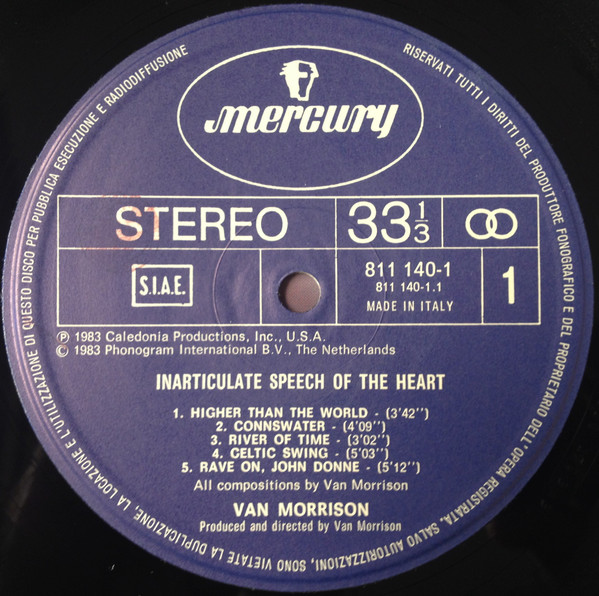 mercury
STEREO
33 1/3
S.I.A.E.
811 140-1
811 140-1.1
MADE IN ITALY
1
Ⓟ 1983 Caledonia Productions, Inc., U.S.A.
© 1983 Phonogram International B.V., The Netherlands
INARTICULATE SPEECH OF THE HEART
1. HIGHER THAN THE WORLD - (3'42'')
2. CONNSWATER - (4'09'')
3. RIVER OF TIME - (3'02'')
4. CELTIC SWING - (5'03'')
5. RAVE ON, JOHN DONNE - (5'12'')
All compositions by Van Morrison
VAN MORRISON
Produced and directed by Van Morrison
RISERVATI TUTTI I DIRITTI DEL PRODUTTORE FONOGRAFICO E DEL PROPRIETARIO DELL'OPERA REGISTRATA. SALVO AUTORIZZAZIONI, SONO VIETATE LA DUPLICAZIONE, LA LOCAZIONE E L'UTILIZZAZIONE DI QUESTO DISCO PER PUBBLICA ESECUZIONE E RADIODIFFUSIONE